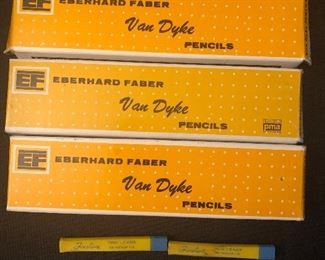 EF EBERHARD FABER
Van Dyke
PENCILS
EF EBERHARD FABER
Van Dyke
PENCILS
pma
EF EBERHARD FABER
Van Dyke
PENCILS